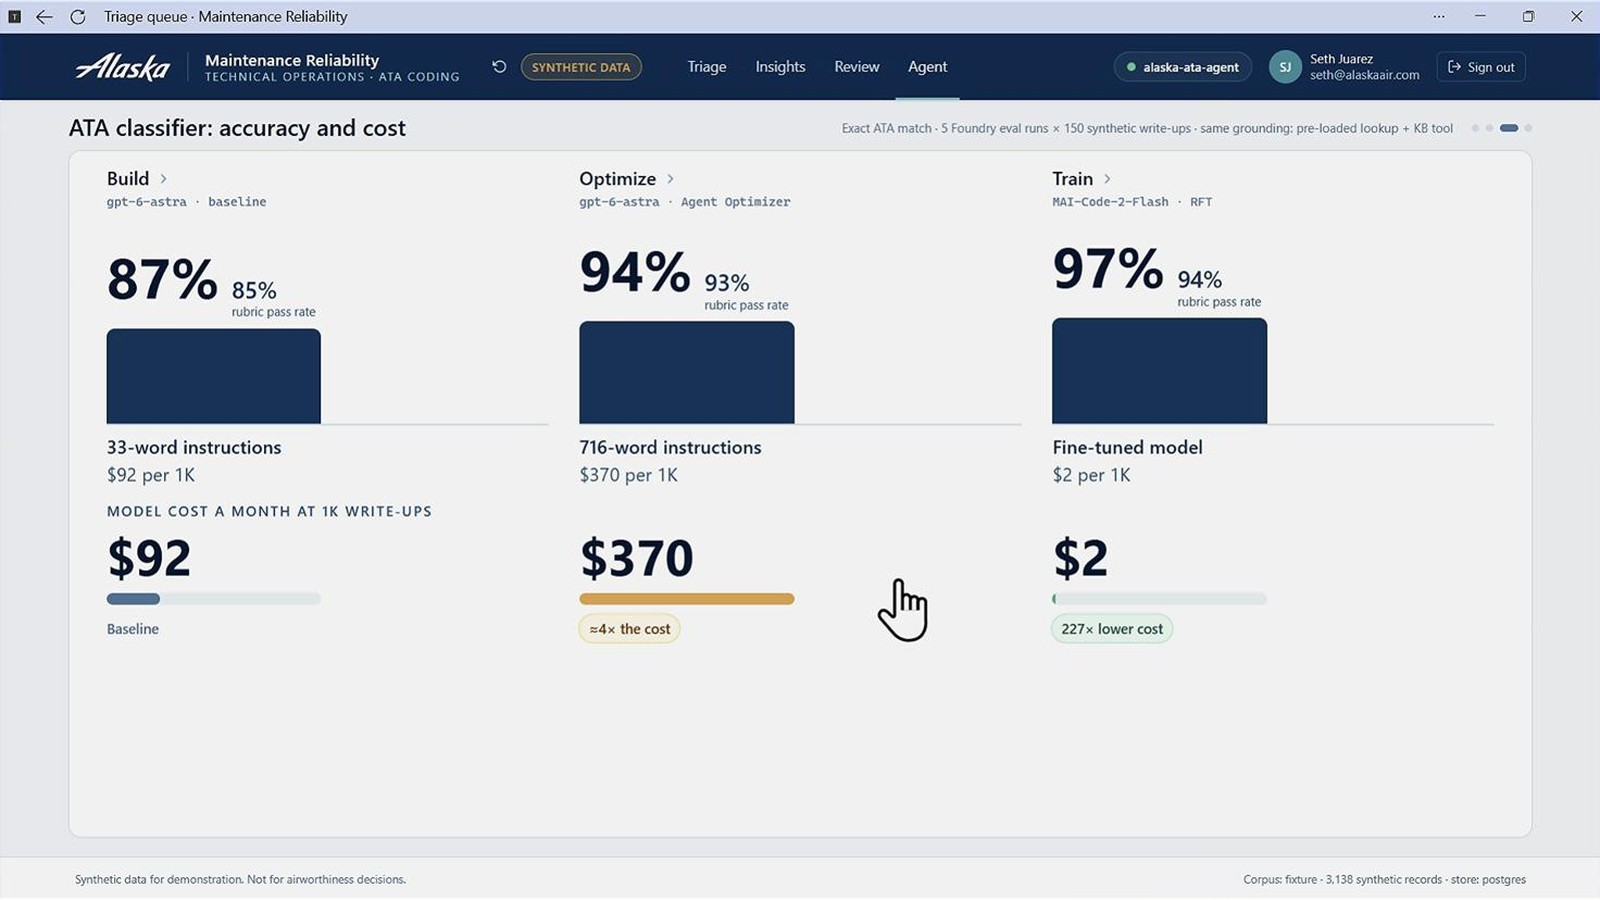 Triage queue · Maintenance Reliability
Alaska
Maintenance Reliability
TECHNICAL OPERATIONS · ATA CODING
SYNTHETIC DATA
Triage
Insights
Review
Agent
alaska-ata-agent
SJ
Seth Juarez
seth@alaskaair.com
Sign out
ATA classifier: accuracy and cost
Exact ATA match · 5 Foundry eval runs × 150 synthetic write-ups · same grounding: pre-loaded lookup + KB tool
Build
gpt-6-astra · baseline
87%
85%
rubric pass rate
33-word instructions
$92 per 1K
MODEL COST A MONTH AT 1K WRITE-UPS
$92
Baseline
Optimize
gpt-6-astra · Agent Optimizer
94%
93%
rubric pass rate
716-word instructions
$370 per 1K
$370
≈4× the cost
Train
MAI-Code-2-Flash · RFT
97%
94%
rubric pass rate
Fine-tuned model
$2 per 1K
$2
227× lower cost
Synthetic data for demonstration. Not for airworthiness decisions.
Corpus: fixture · 3,138 synthetic records · store: postgres